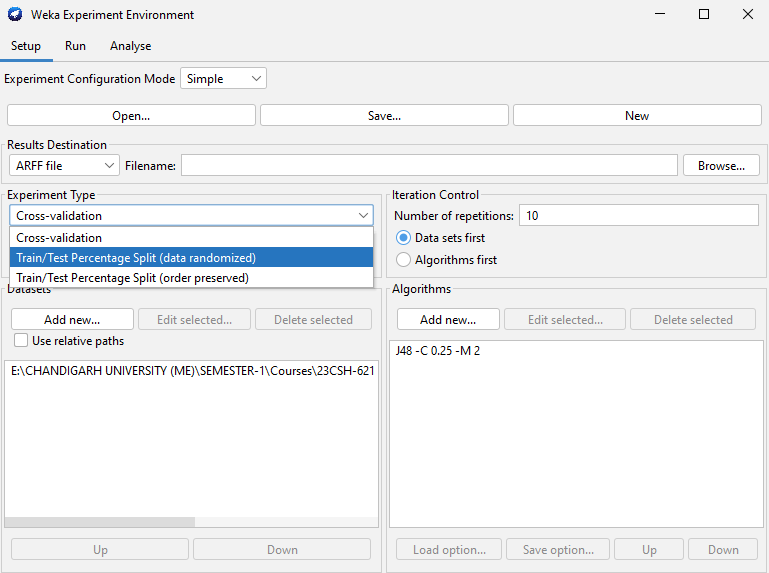 Weka Experiment Environment
Setup Run Analyse
Experiment Configuration Mode Simple
Open... Save... New
Results Destination
ARFF file Filename: Browse...
Experiment Type
Cross-validation
Cross-validation
Train/Test Percentage Split (data randomized)
Train/Test Percentage Split (order preserved)
Iteration Control
Number of repetitions: 10
Data sets first
Algorithms first
Datasets
Add new... Edit selected... Delete selected
Use relative paths
E:\CHANDIGARH UNIVERSITY (ME)\SEMESTER-1\Courses\23CSH-621
Up Down
Algorithms
Add new... Edit selected... Delete selected
J48 -C 0.25 -M 2
Load option... Save option... Up Down